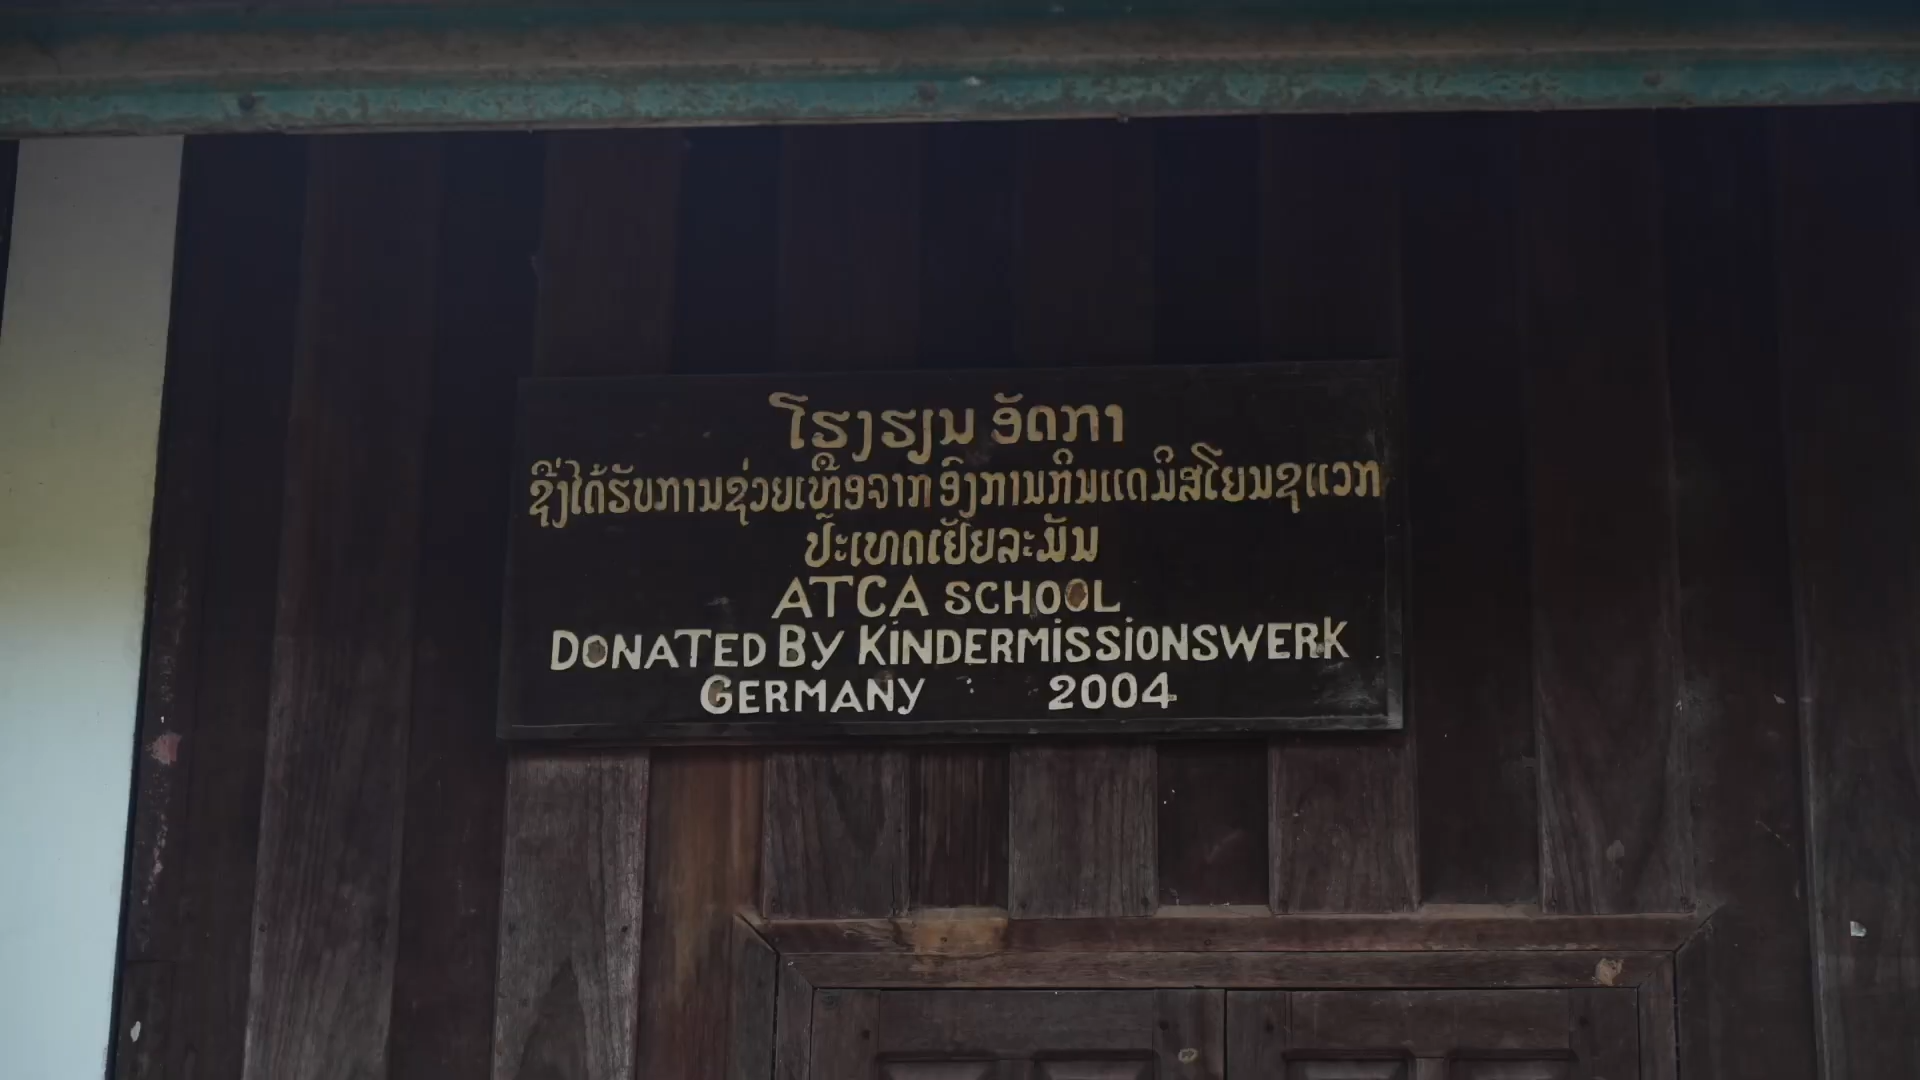 ໂຮງຮຽນ ອັດກາ
ຊຶ່ງໄດ້ຮັບການຊ່ວຍເຫຼືອຈາກ ອົງການກິນແດມິສໂຍນຊແວກ
ປະເທດເຢັຍລະມັນ
ATCA SCHOOL
DONATED BY KINDERMISSIONSWERK
GERMANY 2004